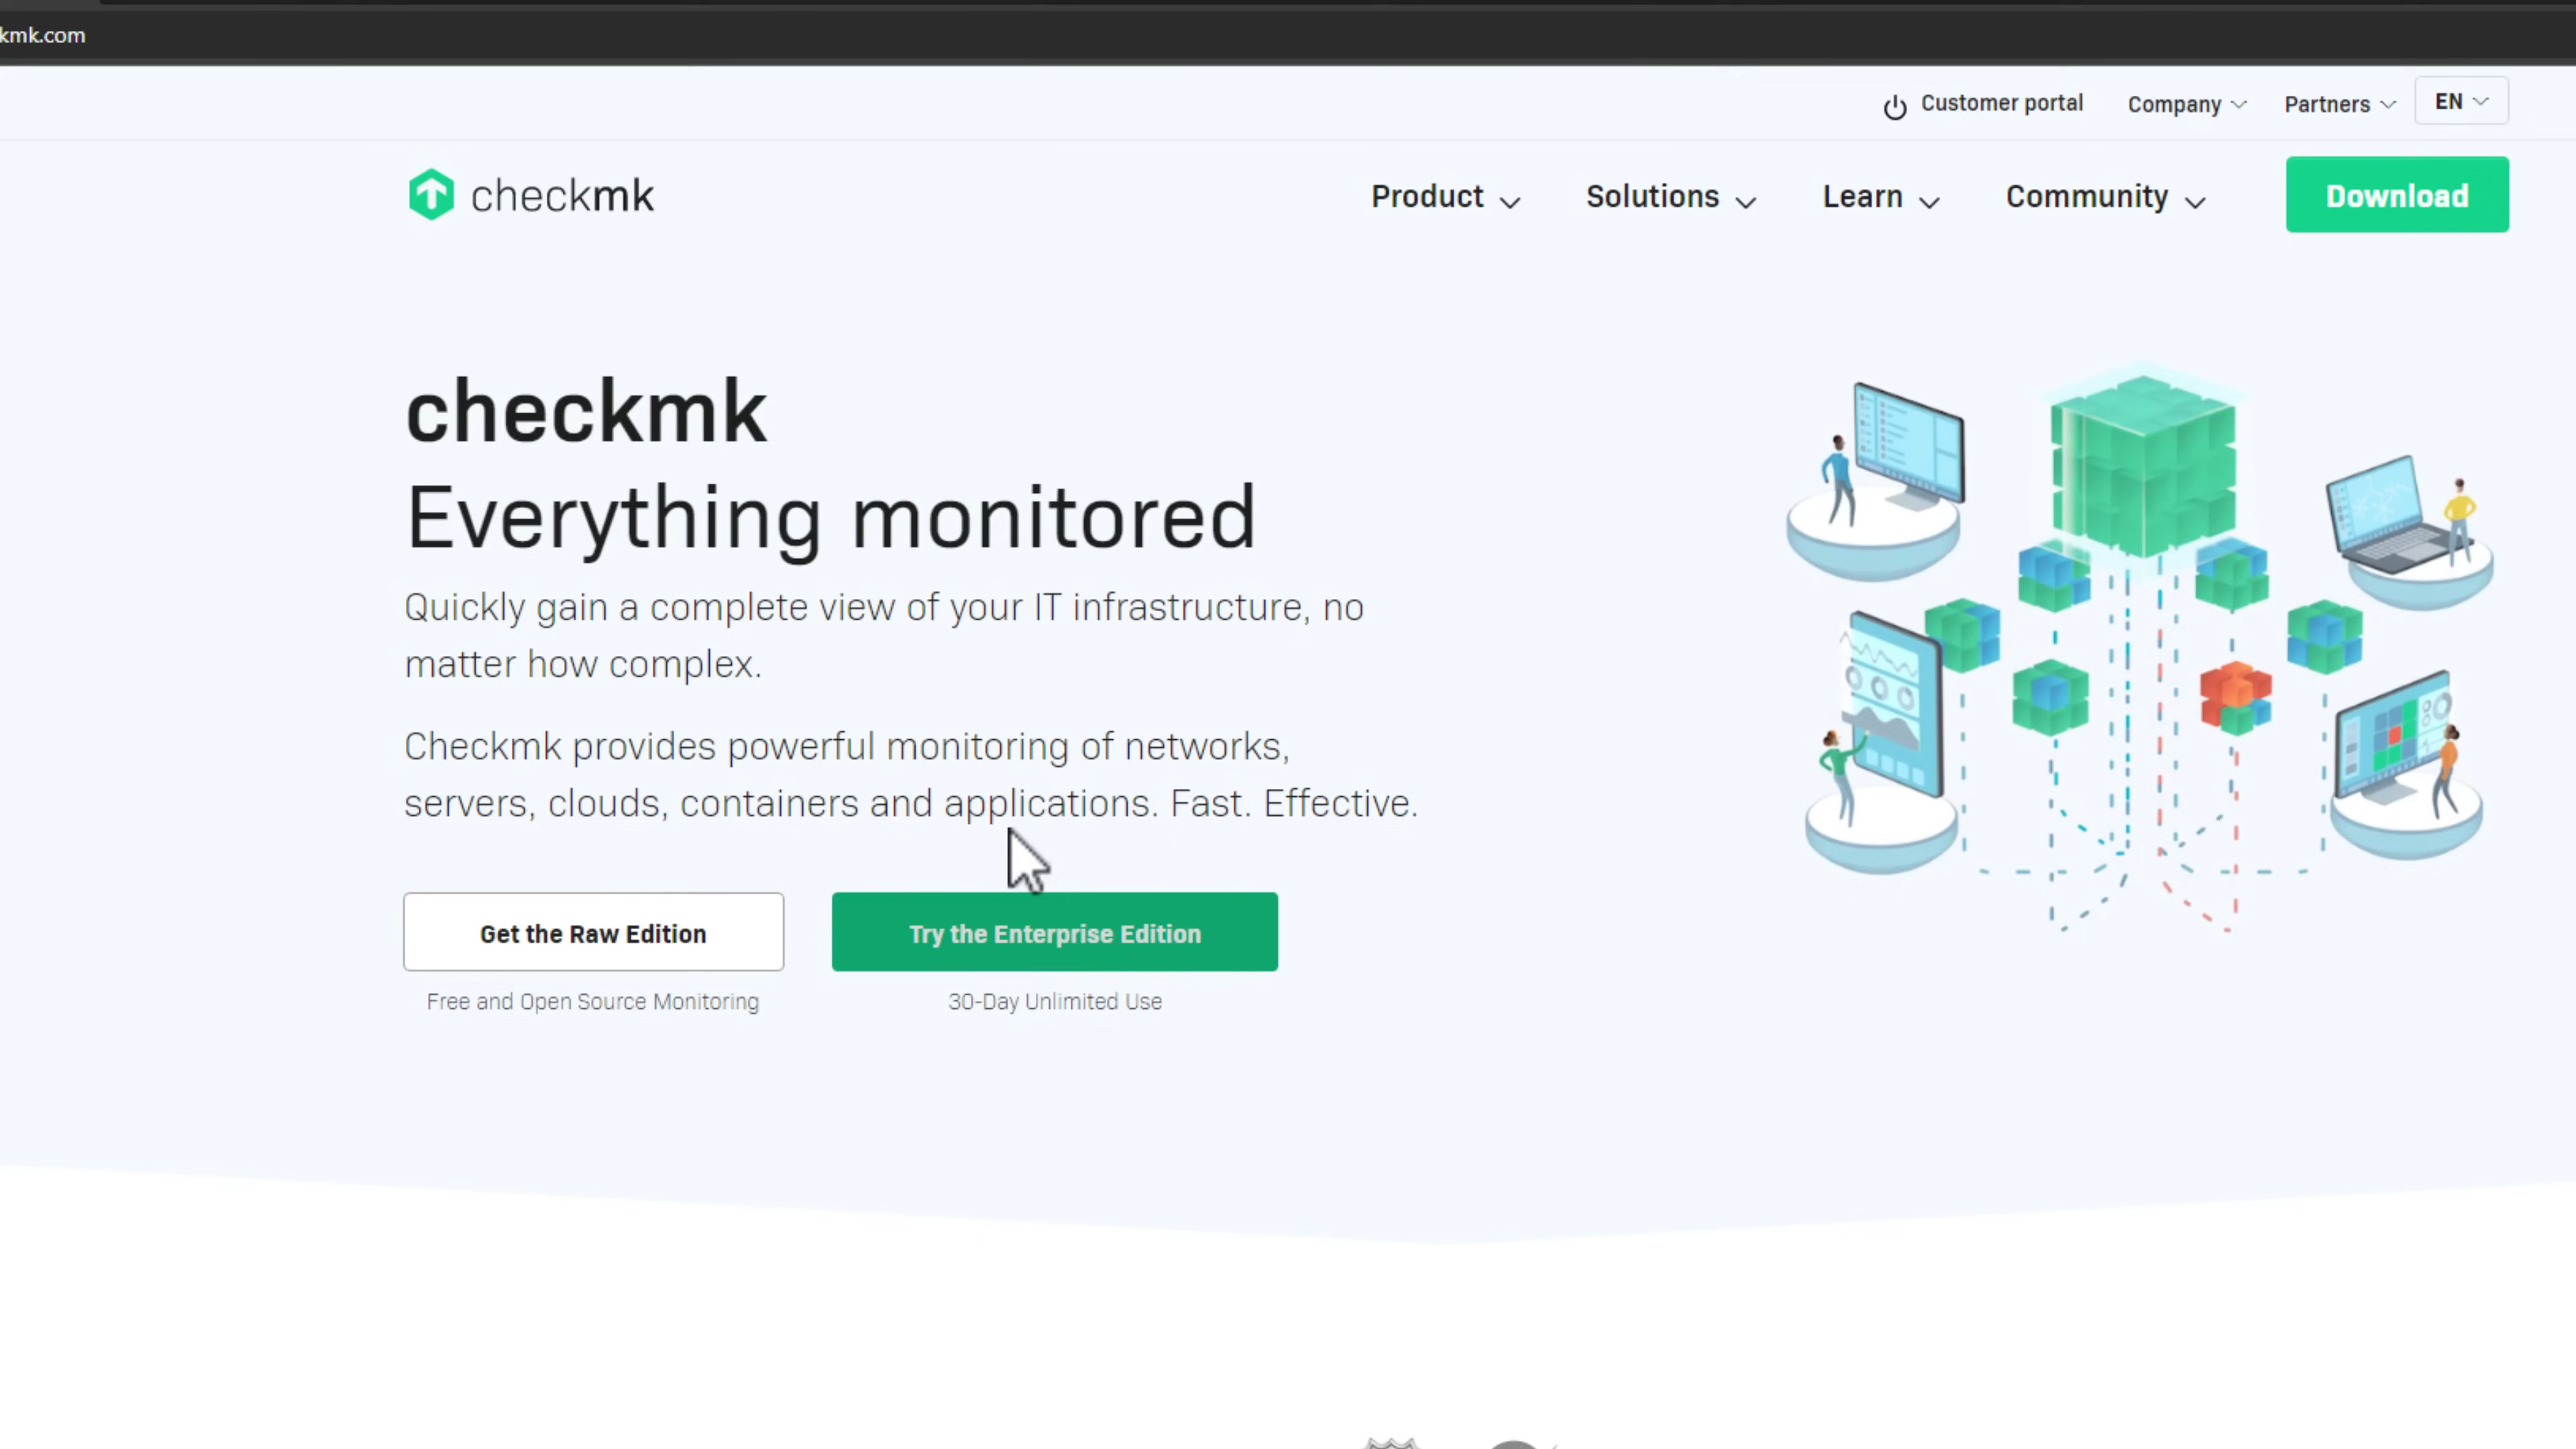 kmk.com
Customer portal Company Partners EN
checkmk Product Solutions Learn Community Download
checkmk
Everything monitored
Quickly gain a complete view of your IT infrastructure, no
matter how complex.
Checkmk provides powerful monitoring of networks,
servers, clouds, containers and applications. Fast. Effective.
Get the Raw Edition Try the Enterprise Edition
Free and Open Source Monitoring 30-Day Unlimited Use